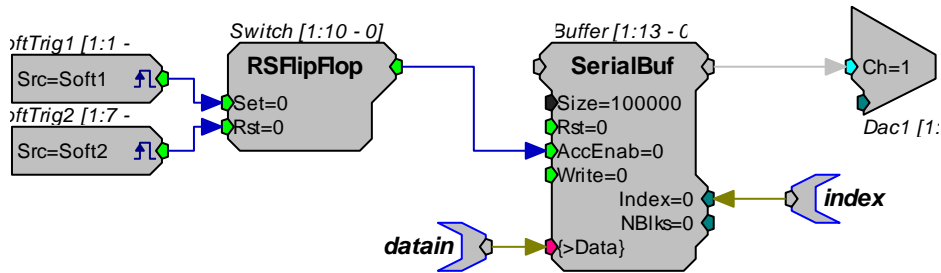 oftTrig1 [1:1 -
Src=Soft1
oftTrig2 [1:7 -
Src=Soft2
Switch [1:10 - 0]
RSFlipFlop
Set=0
Rst=0
Buffer [1:13 - 0
SerialBuf
Size=100000
Rst=0
AccEnab=0
Write=0
Index=0
NBlks=0
{>Data}
datain
index
Ch=1
Dac1 [1: